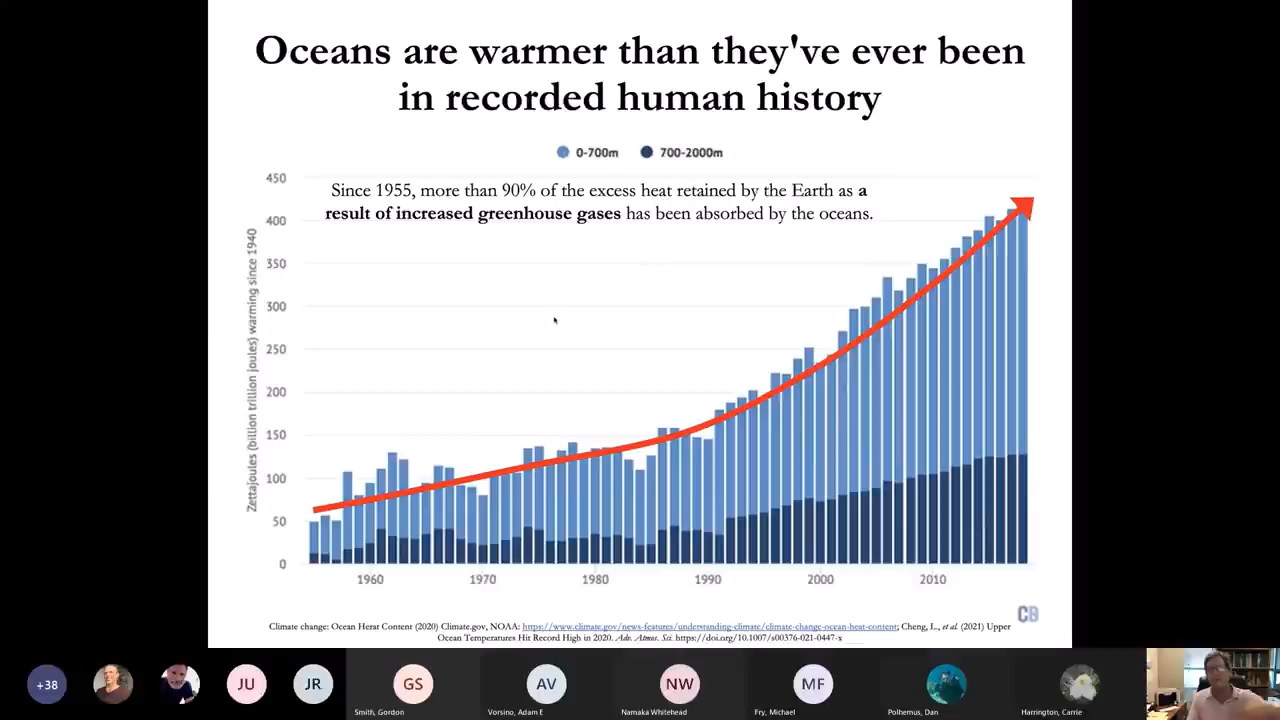 Oceans are warmer than they've ever been
in recorded human history
0-700m 700-2000m
Since 1955, more than 90% of the excess heat retained by the Earth as a
result of increased greenhouse gases has been absorbed by the oceans.
Zettajoules (billion trillion joules) warming since 1940
450
400
350
300
250
200
150
100
50
0
1960 1970 1980 1990 2000 2010
CB
Climate change: Ocean Herat Content (2020) Climate.gov, NOAA: https://www.climate.gov/news-features/understanding-climate/climate-change-ocean-heat-content; Cheng, L., et al. (2021) Upper
Ocean Temperatures Hit Record High in 2020. Adv. Atmos. Sci. https://doi.org/10.1007/s00376-021-0447-x
+38 JU JR GS AV NW MF
Smith, Gordon Vorsino, Adam E Namaka Whitehead Fry, Michael Polhemus, Dan Harrington, Carrie